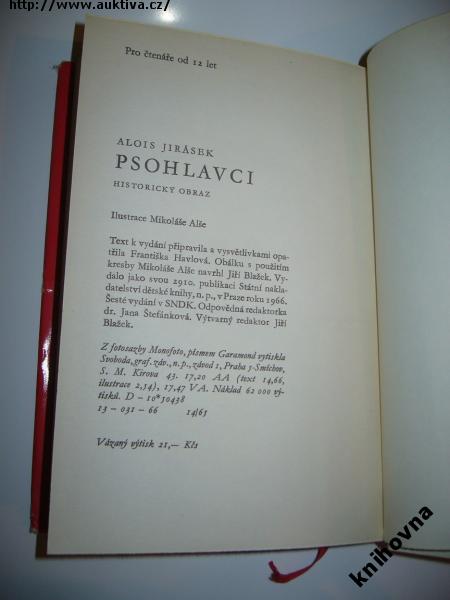 http://www.auktiva.cz/
Pro čtenáře od 12 let
ALOIS JIRÁSEK
PSOHLAVCI
HISTORICKÝ OBRAZ
Ilustrace Mikoláše Alše
Text k vydání připravila a vysvětlivkami opa-
třila Františka Havlová. Obálku s použitím
kresby Mikoláše Alše navrhl Jiří Blažek. Vy-
dalo jako svou 2910. publikaci Státní nakla-
datelství dětské knihy, n. p., v Praze roku 1966.
Šesté vydání v SNDK. Odpovědná redaktorka
dr. Jana Štefánková. Výtvarný redaktor Jiří
Blažek.
Z fotosazby Monofoto, písmem Garamond vytiskla
Svoboda, graf. záv., n. p., závod 1, Praha 5-Smíchov,
S. M. Kirova 43. 17,20 AA (text 14,66,
ilustrace 2,54), 17,47 VA. Náklad 62 000 vý-
tisků. D – 10*50438
13 – 031 – 66 14/65
Vázaný výtisk 21,— Kčs
knihovna